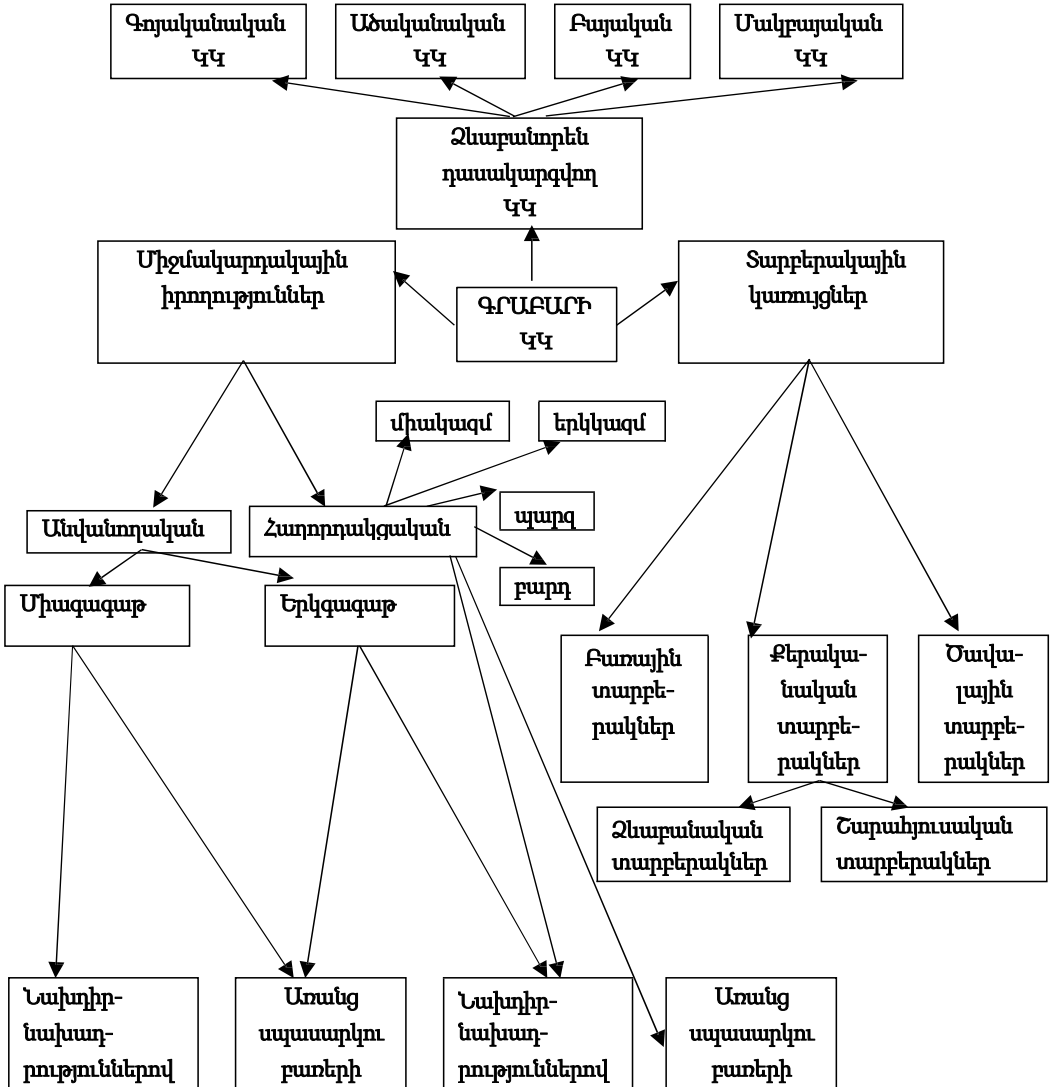 Գոյականական
ԿԿ
Ածականական
ԿԿ
Բայական
ԿԿ
Մակբայական
ԿԿ
Ձևաբանորեն
դասակարգվող
ԿԿ
Միջմակարդակային
իրողություններ
ԳՐԱԲԱՐԻ
ԿԿ
Տարբերակային
կառույցներ
միակազմ
երկկազմ
պարզ
բարդ
Անվանողական
Հաղորդակցական
Միագագաթ
Երկգագաթ
Բառային
տարբե-
րակներ
Քերակա-
նական
տարբե-
րակներ
Ծավա-
լային
տարբե-
րակներ
Ձևաբանական
տարբերակներ
Շարահյուսական
տարբերակներ
Նախդիր-
նախադ-
րություններով
Առանց
սպասարկու
բառերի
Նախդիր-
նախադ-
րություններով
Առանց
սպասարկու
բառերի